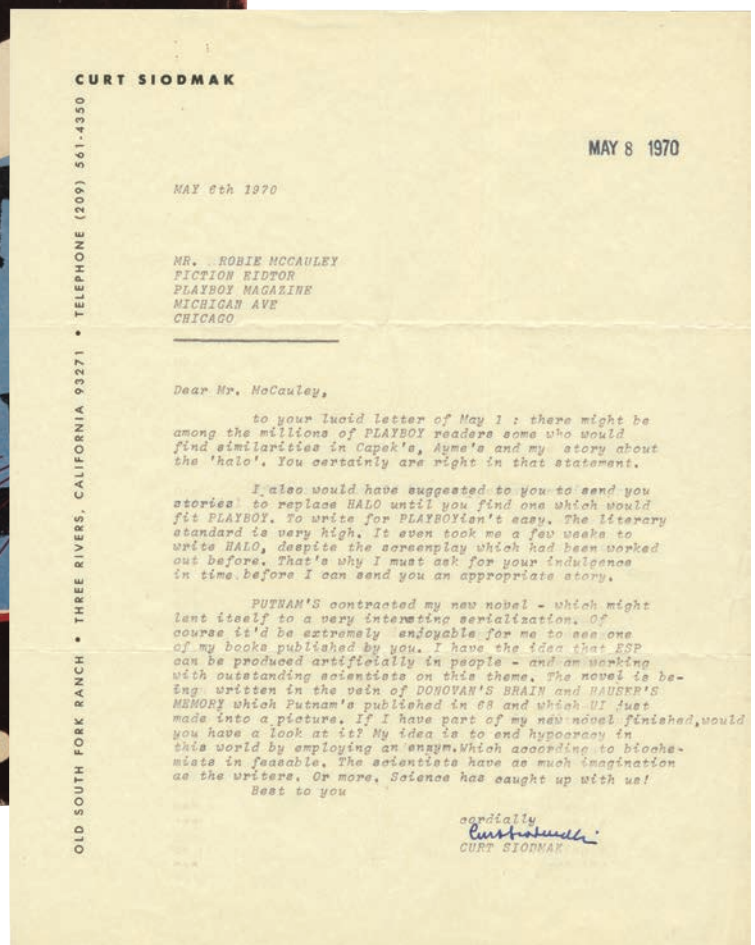 CURT SIODMAK
OLD SOUTH FORK RANCH • THREE RIVERS, CALIFORNIA 93271 • TELEPHONE (209) 561-4350
MAY 8 1970
MAY 6th 1970
MR. ROBIE MCCAULEY
FICTION EIDTOR
PLAYBOY MAGAZINE
MICHIGAN AVE
CHICAGO
Dear Mr. McCauley,
to your lucid letter of May 1 : there might be
among the millions of PLAYBOY readers some who would
find similarities in Capek's, Ayme's and my story about
the 'halo'. You certainly are right in that statement.
I also would have suggested to you to send you
stories to replace HALO until you find one which would
fit PLAYBOY. To write for PLAYBOYisn't easy. The literary
standard is very high. It even took me a few weeks to
write HALO, despite the screenplay which had been worked
out before. That's why I must ask for your indulgence
in time before I can send you an appropriate story.
PUTNAM'S contracted my new novel - which might
lent itself to a very intersting serialization. Of
course it'd be extremely enjoyable for me to see one
of my books published by you. I have the idea that ESP
can be produced artificially in people - and am working
with outstanding scientists on this theme. The novel is be-
ing written in the vein of DONOVAN'S BRAIN and HAUSER'S
MEMORY which Putnam's published in 68 and which UI just
made into a picture. If I have part of my new novel finished,would
you have a look at it? My idea is to end hypocracy in
this world by employing an enzym.Which according to bioche-
mists in feasable. The scientists have as much imagination
as the writers. Or more. Science has caught up with us!
Best to you
cordially
Curt Siodmak
CURT SIODMAK